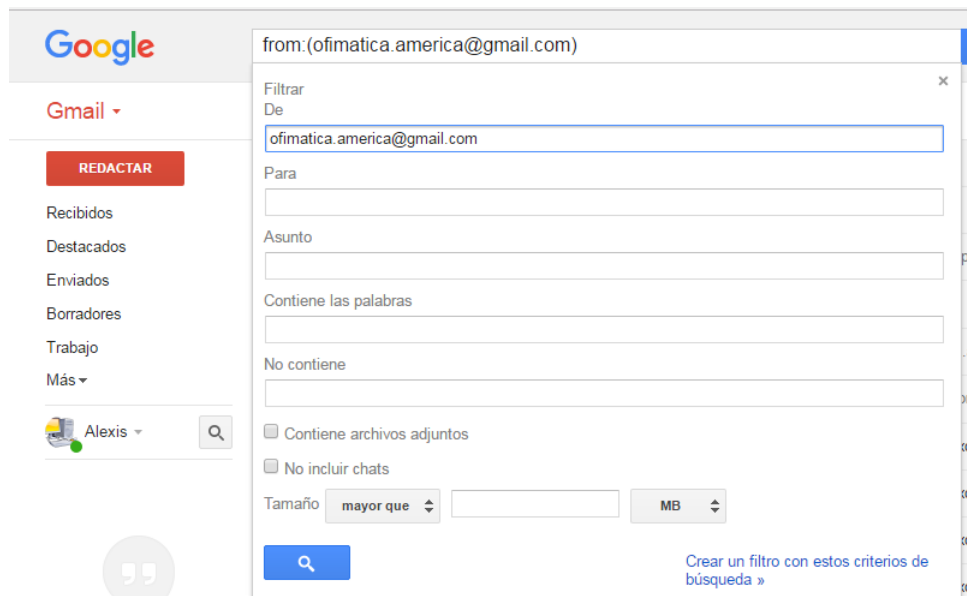 Google
from:(ofimatica.america@gmail.com)
Gmail
REDACTAR
Recibidos
Destacados
Enviados
Borradores
Trabajo
Más
Alexis
×
Filtrar
De
ofimatica.america@gmail.com
Para
Asunto
Contiene las palabras
No contiene
Contiene archivos adjuntos
No incluir chats
Tamaño mayor que MB
Crear un filtro con estos criterios de
búsqueda »